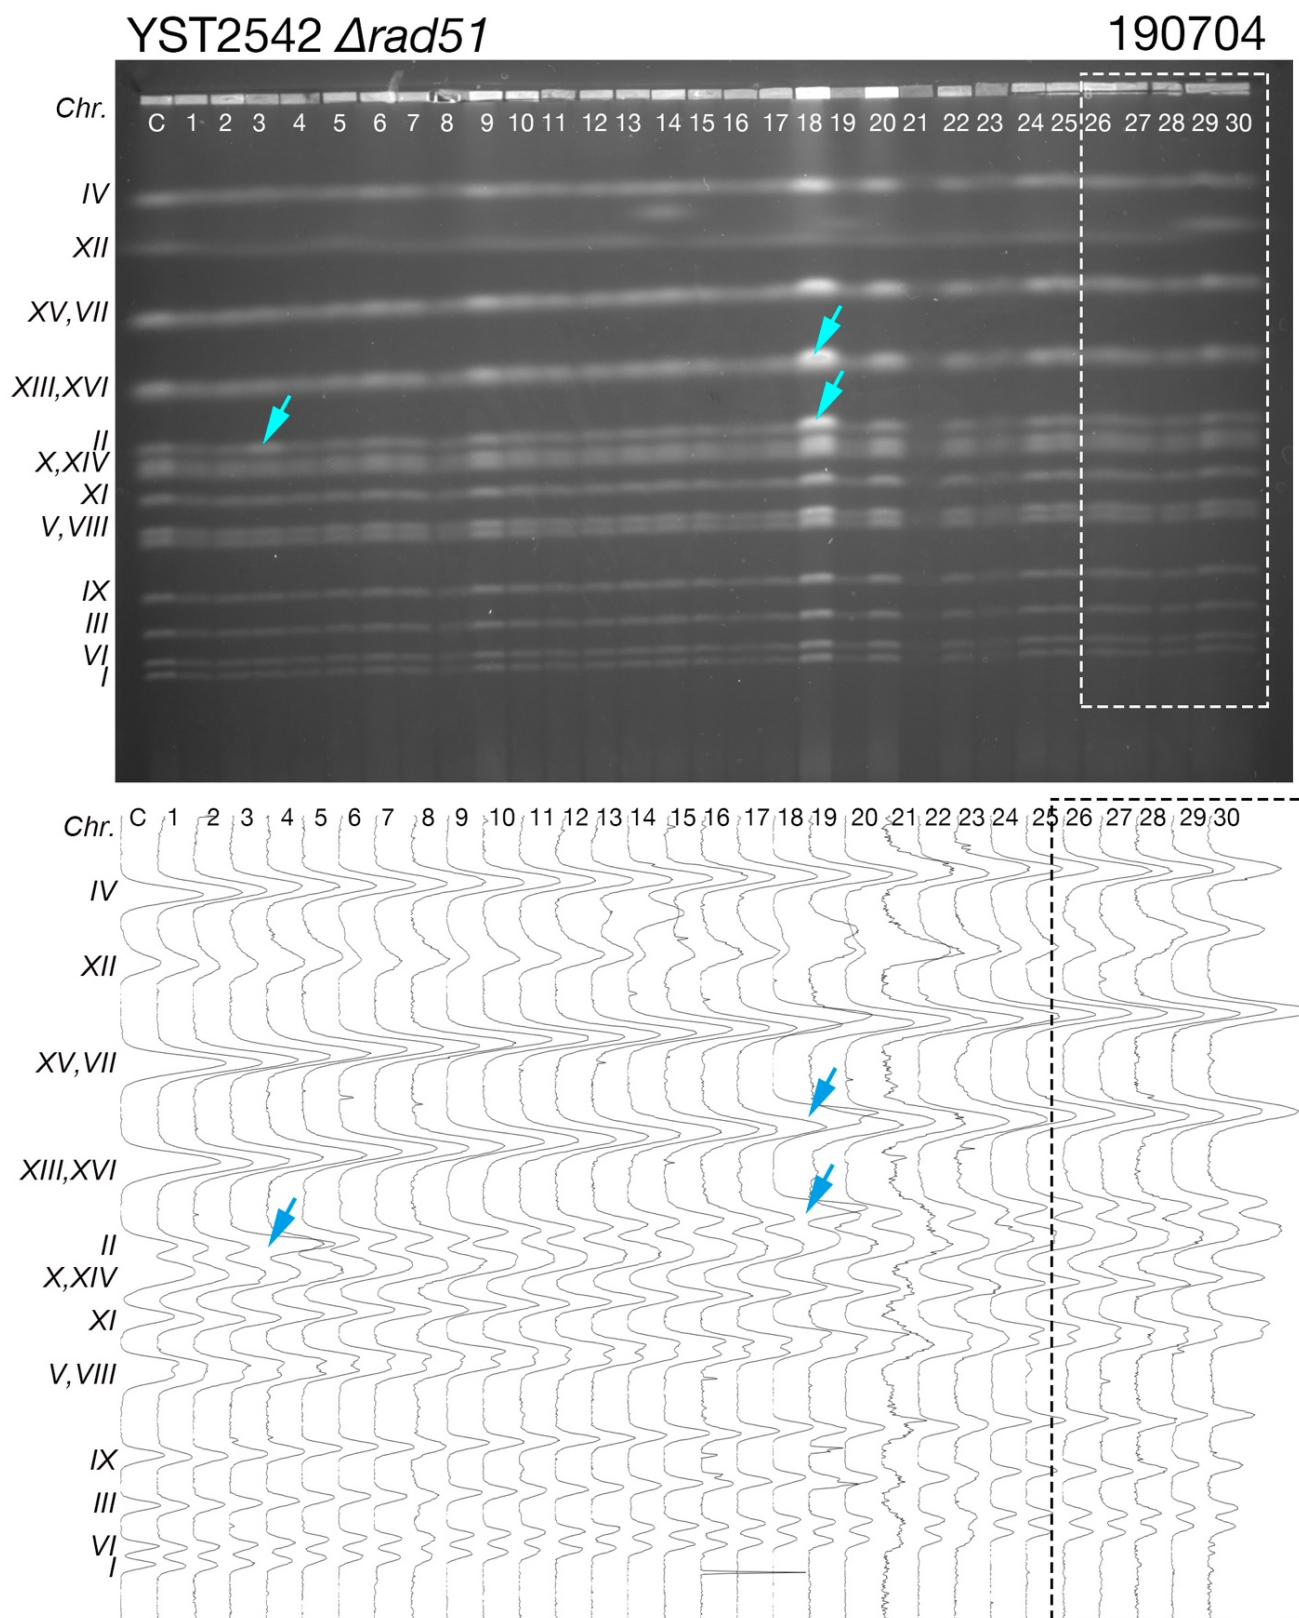 YST2542 Δrad51 190704
Chr.
C 1 2 3 4 5 6 7 8 9 10 11 12 13 14 15 16 17 18 19 20 21 22 23 24 25 26 27 28 29 30
IV
XII
XV,VII
XIII,XVI
II
X,XIV
XI
V,VIII
IX
III
VI
I
Chr. C 1 2 3 4 5 6 7 8 9 10 11 12 13 14 15 16 17 18 19 20 21 22 23 24 25 26 27 28 29 30
IV
XII
XV,VII
XIII,XVI
II
X,XIV
XI
V,VIII
IX
III
VI
I